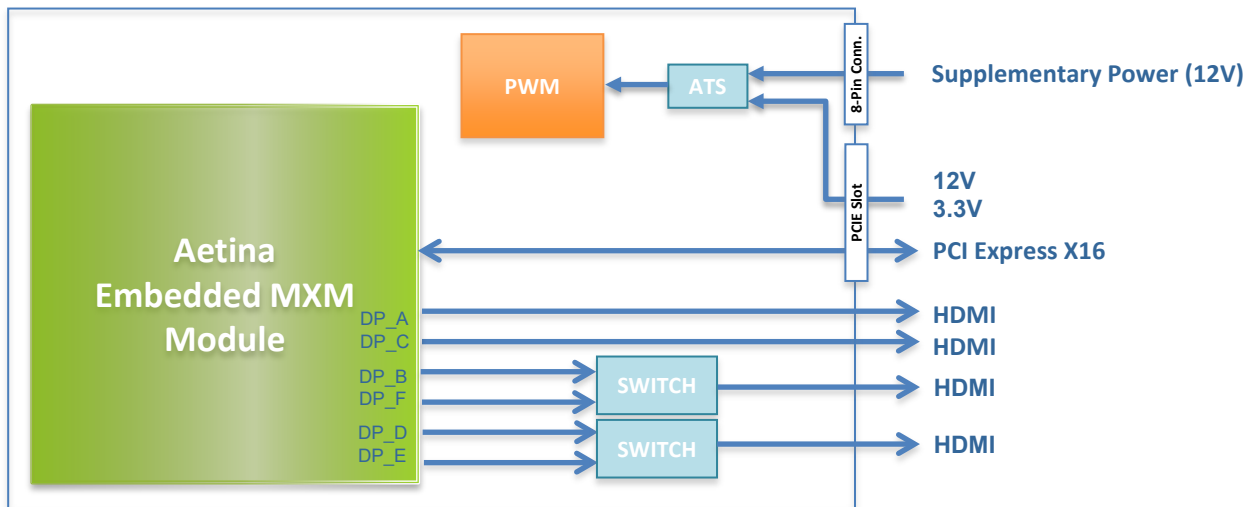 PWM
ATS
8-Pin Conn.
Supplementary Power (12V)
PCIE Slot
12V
3.3V
PCI Express X16
Aetina
Embedded MXM
Module
DP_A
HDMI
DP_C
HDMI
DP_B
DP_F
SWITCH
HDMI
DP_D
DP_E
SWITCH
HDMI